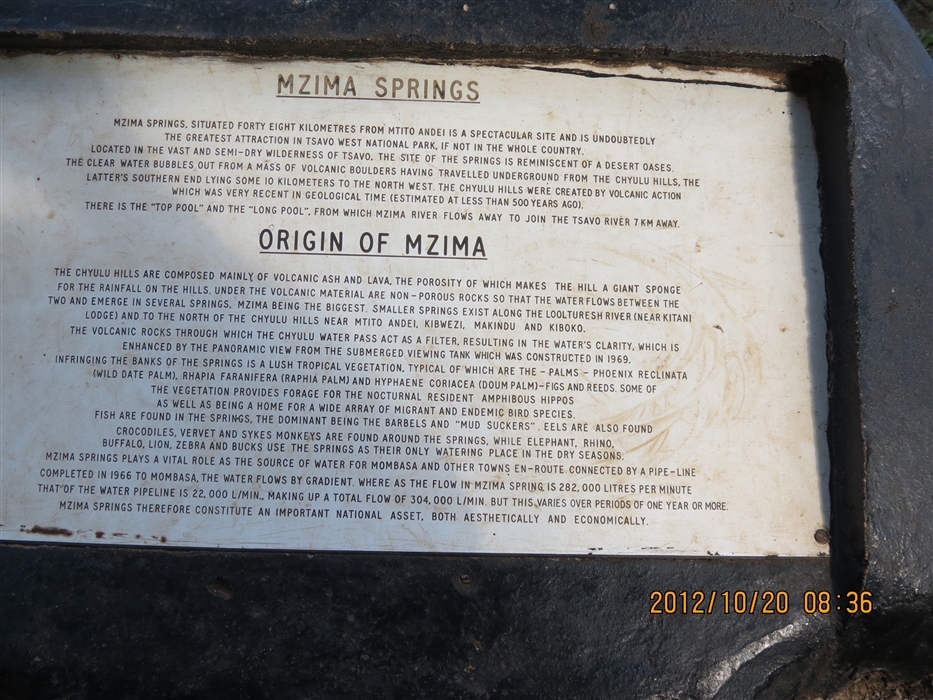 MZIMA SPRINGS
MZIMA SPRINGS, SITUATED FORTY EIGHT KILOMETRES FROM MTITO ANDEI IS A SPECTACULAR SITE AND IS UNDOUBTEDLY
THE GREATEST ATTRACTION IN TSAVO WEST NATIONAL PARK, IF NOT IN THE WHOLE COUNTRY.
LOCATED IN THE VAST AND SEMI-DRY WILDERNESS OF TSAVO, THE SITE OF THE SPRINGS IS REMINISCENT OF A DESERT OASES.
THE CLEAR WATER BUBBLES OUT FROM A MASS OF VOLCANIC BOULDERS HAVING TRAVELLED UNDERGROUND FROM THE CHYULU HILLS, THE
LATTER'S SOUTHERN END LYING SOME 10 KILOMETERS TO THE NORTH WEST. THE CHYULU HILLS WERE CREATED BY VOLCANIC ACTION
WHICH WAS VERY RECENT IN GEOLOGICAL TIME (ESTIMATED AT LESS THAN 500 YEARS AGO).
THERE IS THE "TOP POOL" AND THE "LONG POOL", FROM WHICH MZIMA RIVER FLOWS AWAY TO JOIN THE TSAVO RIVER 7 KM AWAY.
ORIGIN OF MZIMA
THE CHYULU HILLS ARE COMPOSED MAINLY OF VOLCANIC ASH AND LAVA, THE POROSITY OF WHICH MAKES THE HILL A GIANT SPONGE
FOR THE RAINFALL ON THE HILLS. UNDER THE VOLCANIC MATERIAL ARE NON-POROUS ROCKS SO THAT THE WATER FLOWS BETWEEN THE
TWO AND EMERGE IN SEVERAL SPRINGS, MZIMA BEING THE BIGGEST. SMALLER SPRINGS EXIST ALONG THE LOOLTURESH RIVER (NEAR KITANI
LODGE) AND TO THE NORTH OF THE CHYULU HILLS NEAR MTITO ANDEI, KIBWEZI, MAKINDU AND KIBOKO.
THE VOLCANIC ROCKS THROUGH WHICH THE CHYULU WATER PASS ACT AS A FILTER, RESULTING IN THE WATER'S CLARITY, WHICH IS
ENHANCED BY THE PANORAMIC VIEW FROM THE SUBMERGED VIEWING TANK WHICH WAS CONSTRUCTED IN 1969.
INFRINGING THE BANKS OF THE SPRINGS IS A LUSH TROPICAL VEGETATION, TYPICAL OF WHICH ARE THE - PALMS - PHOENIX RECLINATA
(WILD DATE PALM), RHAPIA FARANIFERA (RAPHIA PALM) AND HYPHAENE CORIACEA (DOUM PALM)-FIGS AND REEDS. SOME OF
THE VEGETATION PROVIDES FORAGE FOR THE NOCTURNAL RESIDENT AMPHIBOUS HIPPOS
AS WELL AS BEING A HOME FOR A WIDE ARRAY OF MIGRANT AND ENDEMIC BIRD SPECIES.
FISH ARE FOUND IN THE SPRINGS, THE DOMINANT BEING THE BARBELS AND "MUD SUCKERS". EELS ARE ALSO FOUND
CROCODILES, VERVET AND SYKES MONKEYS ARE FOUND AROUND THE SPRINGS, WHILE ELEPHANT, RHINO,
BUFFALO, LION, ZEBRA AND BUCKS USE THE SPRINGS AS THEIR ONLY WATERING PLACE IN THE DRY SEASONS.
MZIMA SPRINGS PLAYS A VITAL ROLE AS THE SOURCE OF WATER FOR MOMBASA AND OTHER TOWNS EN-ROUTE. CONNECTED BY A PIPE-LINE
COMPLETED IN 1966 TO MOMBASA, THE WATER FLOWS BY GRADIENT. WHERE AS THE FLOW IN MZIMA SPRING IS 282,000 LITRES PER MINUTE
THAT OF THE WATER PIPELINE IS 22,000 L/MIN., MAKING UP A TOTAL FLOW OF 304,000 L/MIN. BUT THIS VARIES OVER PERIODS OF ONE YEAR OR MORE.
MZIMA SPRINGS THEREFORE CONSTITUTE AN IMPORTANT NATIONAL ASSET, BOTH AESTHETICALLY AND ECONOMICALLY.
2012/10/20 08:36